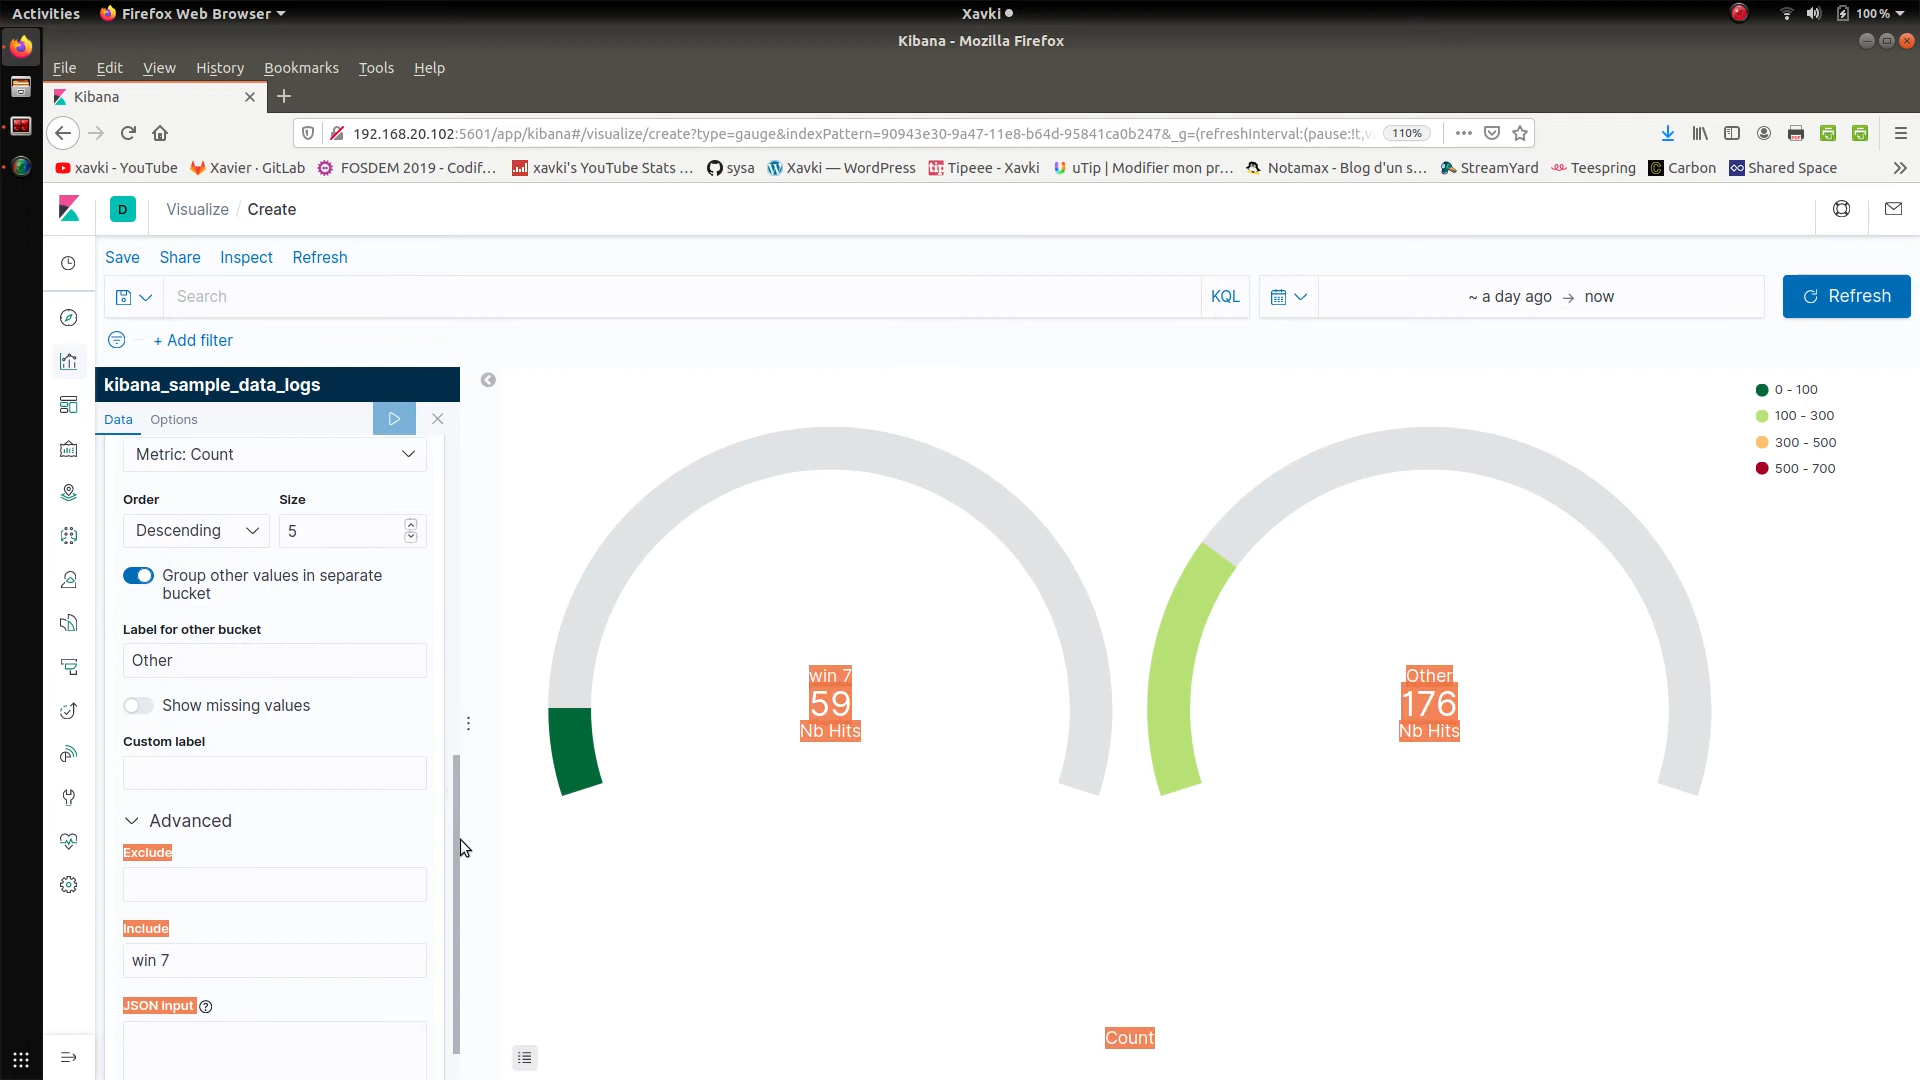 Activities Firefox Web Browser Xavki 100 %
Kibana - Mozilla Firefox
File Edit View History Bookmarks Tools Help
Kibana
192.168.20.102:5601/app/kibana#/visualize/create?type=gauge&indexPattern=90943e30-9a47-11e8-b64d-95841ca0b247&_g=(refreshInterval:(pause:!t,v 110%
xavki - YouTube Xavier · GitLab FOSDEM 2019 - Codif... xavki's YouTube Stats ... sysa Xavki — WordPress Tipeee - Xavki uTip | Modifier mon pr... Notamax - Blog d'un s... StreamYard Teespring Carbon Shared Space
D Visualize / Create
Save Share Inspect Refresh
Search KQL ~ a day ago → now Refresh
+ Add filter
kibana_sample_data_logs
Data Options
Metric: Count
Order Size
Descending 5
Group other values in separate
bucket
Label for other bucket
Other
Show missing values
Custom label
Advanced
Exclude
Include
win 7
JSON input
win 7
59
Nb Hits
Other
176
Nb Hits
Count
0 - 100
100 - 300
300 - 500
500 - 700